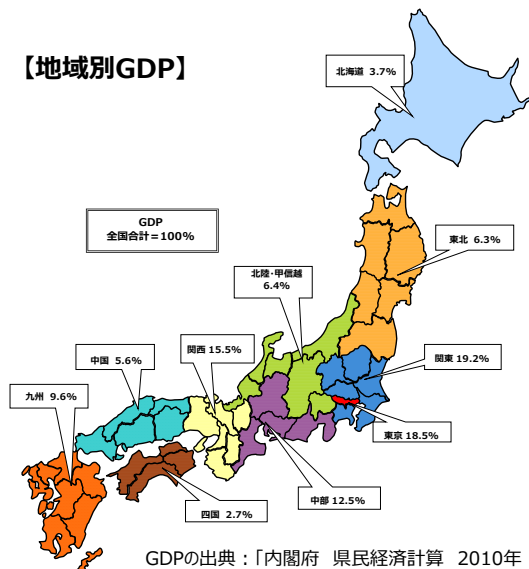 【地域別GDP】
北海道 3.7%
GDP
全国合計＝100%
東北 6.3%
北陸・甲信越
6.4%
関西 15.5%
中国 5.6%
関東 19.2%
九州 9.6%
東京 18.5%
中部 12.5%
四国 2.7%
GDPの出典：「内閣府 県民経済計算 2010年